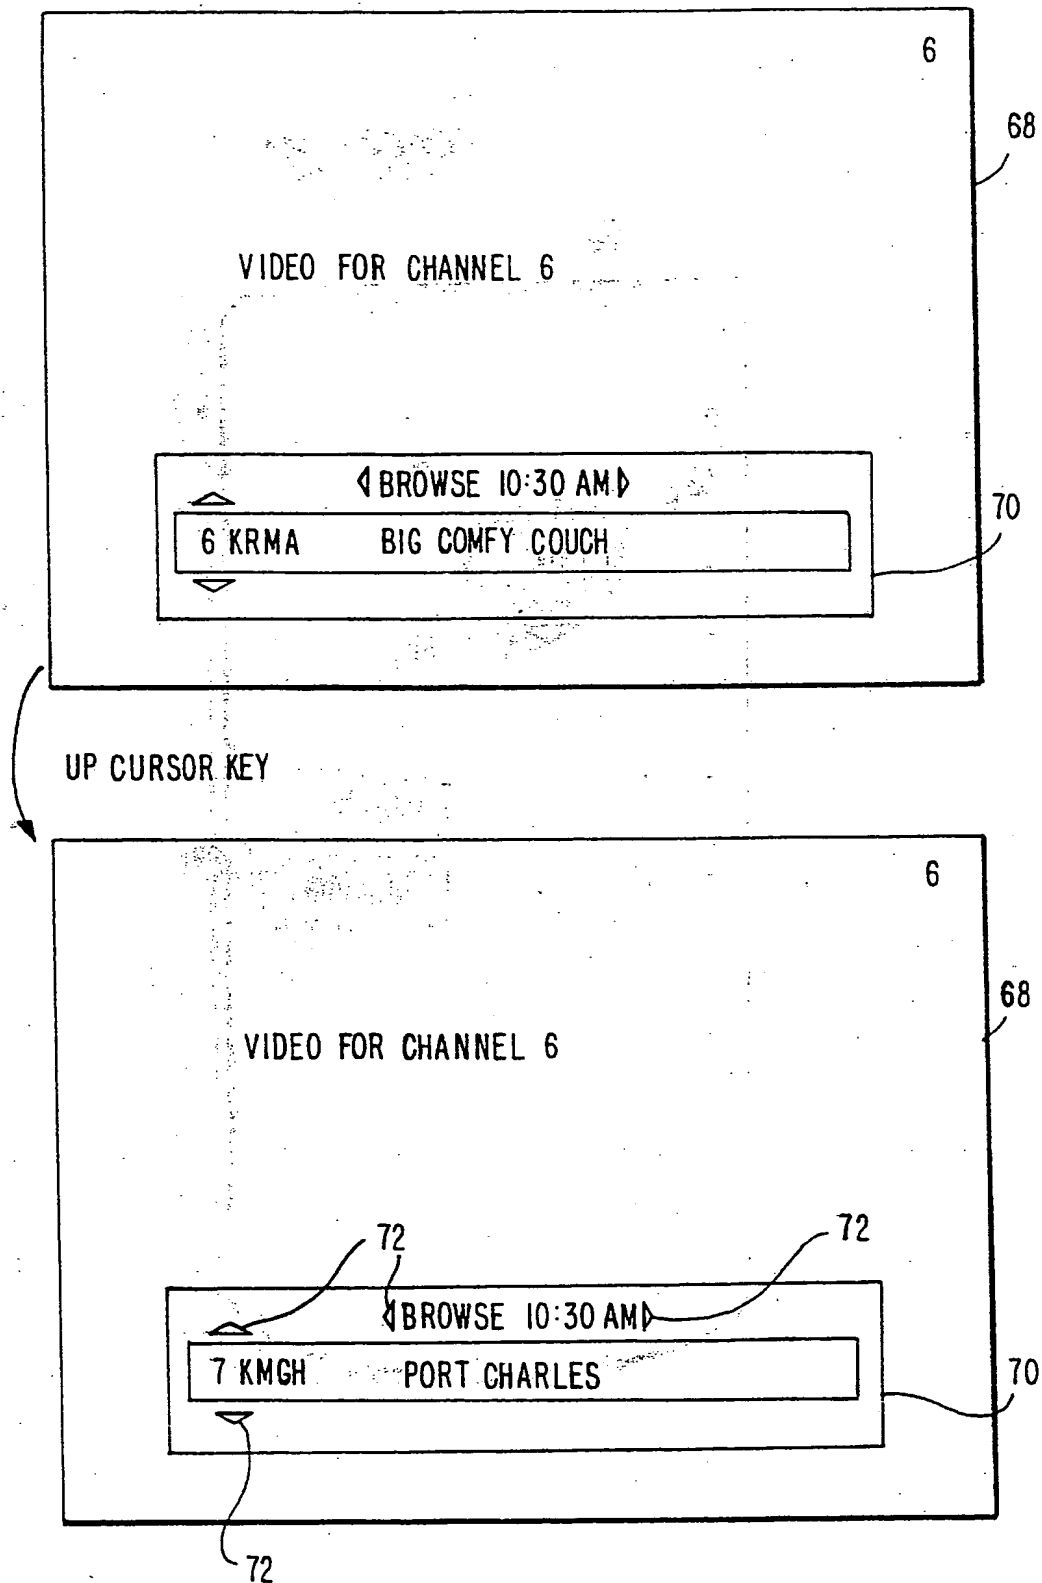 6
68
VIDEO FOR CHANNEL 6
BROWSE 10:30 AM
70
6 KRMA BIG COMFY COUCH
UP CURSOR KEY
6
68
VIDEO FOR CHANNEL 6
72 72
BROWSE 10:30 AM
7 KMGH PORT CHARLES
70
72